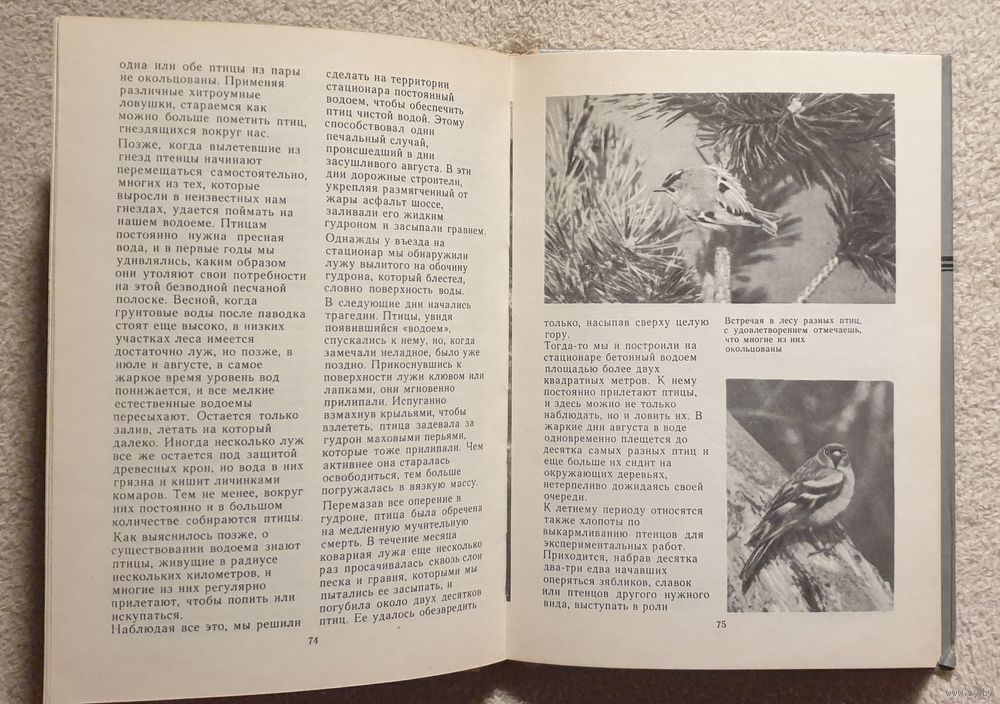 одна или обе птицы из пары
не окольцованы. Применяя
различные хитроумные
ловушки, стараемся как
можно больше пометить птиц,
гнездящихся вокруг нас.
Позже, когда вылетевшие из
гнезд птенцы начинают
перемещаться самостоятельно,
многих из тех, которые
выросли в неизвестных нам
гнездах, удается поймать на
нашем водоеме. Птицам
постоянно нужна пресная
вода, и в первые годы мы
удивлялись, каким образом
они утоляют свои потребности
на этой безводной песчаной
полоске. Весной, когда
грунтовые воды после паводка
стоят еще высоко, в низких
участках леса имеется
достаточно луж, но позже, в
июле и августе, в самое
жаркое время уровень вод
понижается, и все мелкие
естественные водоемы
пересыхают. Остается только
залив, летать на который
далеко. Иногда несколько луж
все же остается под защитой
древесных крон, но вода в них
грязна и кишит личинками
комаров. Тем не менее, вокруг
них постоянно и в большом
количестве собираются птицы.
Как выяснилось позже, о
существовании водоема знают
птицы, живущие в радиусе
нескольких километров, и
многие из них регулярно
прилетают, чтобы попить или
искупаться.
Наблюдая все это, мы решили
сделать на территории
стационара постоянный
водоем, чтобы обеспечить
птиц чистой водой. Этому
способствовал один
печальный случай,
происшедший в дни
засушливого августа. В эти
дни дорожные строители,
укрепляя размягченный от
жары асфальт шоссе,
заливали его жидким
гудроном и засыпали гравием.
Однажды у въезда на
стационар мы обнаружили
лужу вылитого на обочину
гудрона, который блестел,
словно поверхность воды.
В следующие дни начались
трагедии. Птицы, увидя
появившийся «водоем»,
спускались к нему, но, когда
замечали неладное, было уже
поздно. Прикоснувшись к
поверхности лужи клювом или
лапками, они мгновенно
прилипали. Испуганно
взмахнув крыльями, чтобы
взлететь, птица задевала за
гудрон маховыми перьями,
которые тоже прилипали. Чем
активнее она старалась
освободиться, тем больше
погружалась в вязкую массу.
Перемазав все оперение в
гудроне, птица была обречена
на медленную мучительную
смерть. В течение месяца
коварная лужа еще несколько
раз просачивалась сквозь слои
песка и гравия, которыми мы
пытались ее засыпать, и
погубила около двух десятков
птиц. Ее удалось обезвредить
74
только, насыпав сверху целую
гору.
Тогда-то мы и построили на
стационаре бетонный водоем
площадью более двух
квадратных метров. К нему
постоянно прилетают птицы,
и здесь можно не только
наблюдать, но и ловить их. В
жаркие дни августа в воде
одновременно плещется до
десятка самых разных птиц и
еще больше их сидит на
окружающих деревьях,
нетерпеливо дожидаясь своей
очереди.
К летнему периоду относятся
также хлопоты по
выкармливанию птенцов для
экспериментальных работ.
Приходится, набрав десятка
два-три едва начавших
оперяться зябликов, славок
или птенцов другого нужного
вида, выступать в роли
Встречая в лесу разных птиц,
с удовлетворением отмечаешь,
что многие из них
окольцованы
75